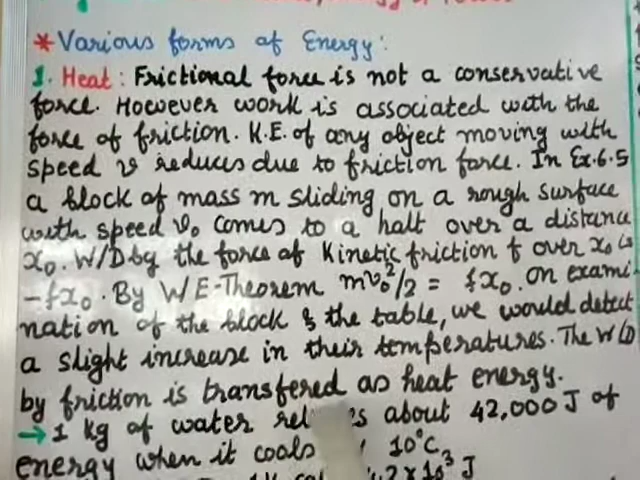 * Various forms of Energy:
1. Heat: Frictional force is not a conservative
force. However work is associated with the
force of friction. K.E. of any object moving with
speed v reduces due to friction force. In Ex.6.5
a block of mass m sliding on a rough surface
with speed v₀ comes to a halt over a distance
x₀. W/D by the force of Kinetic friction f over x₀ is
-fx₀. By W E-Theorem mv₀²/2 = fx₀. On exami-
nation of the block & the table, we would detect
a slight increase in their temperatures. The W/D
by friction is transfered as heat energy.
→ 1 kg of water about 42,000 J of
energy when it cools 10°C.
10³ J